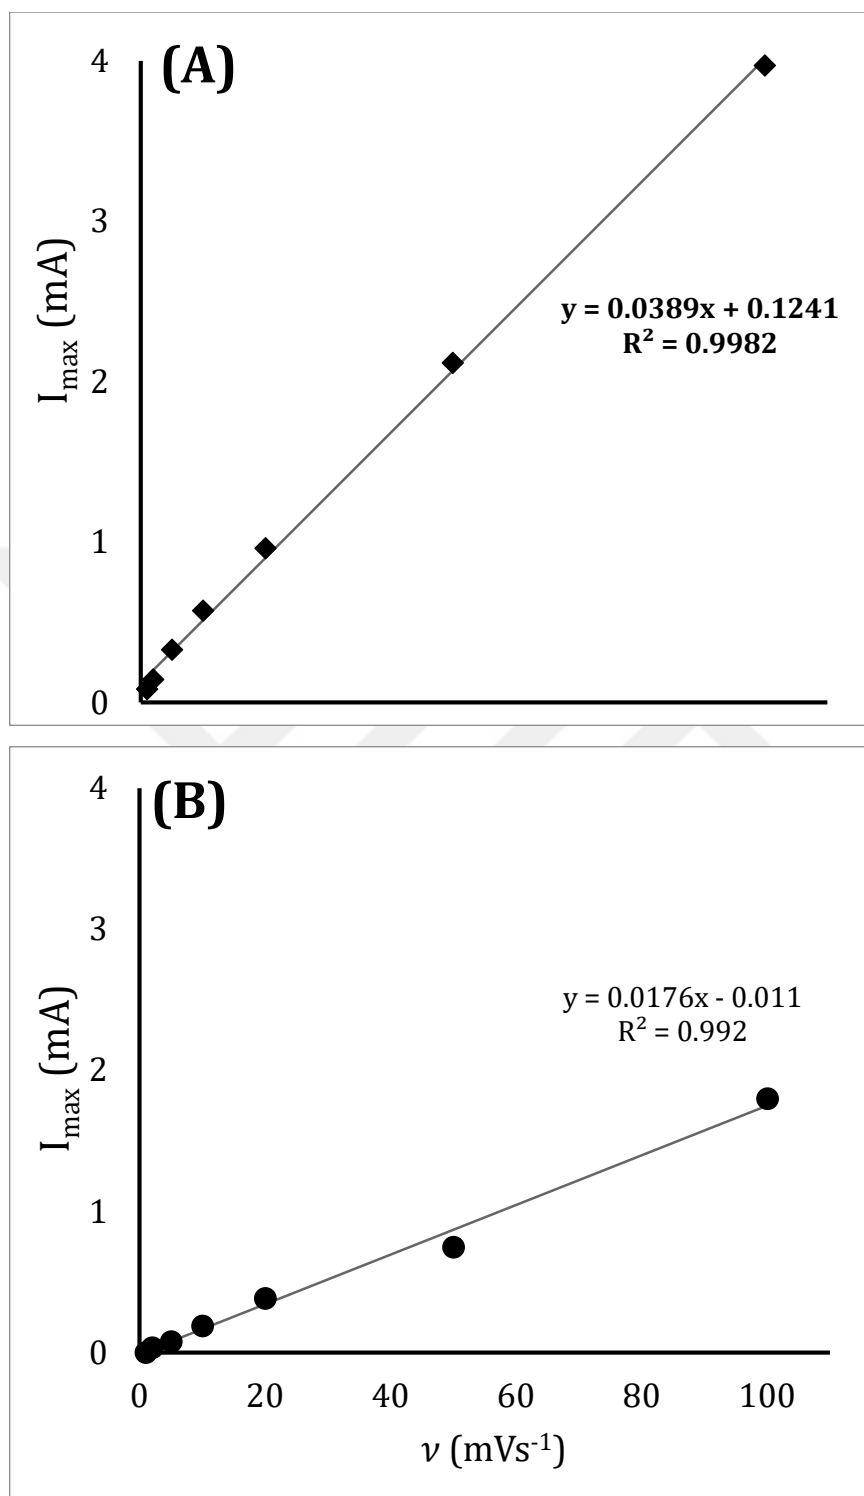 (A)
4
3
2
1
0
I_max (mA)
y = 0.0389x + 0.1241
R² = 0.9982
(B)
4
3
2
1
0
I_max (mA)
y = 0.0176x - 0.011
R² = 0.992
0 20 40 60 80 100
ν (mVs⁻¹)